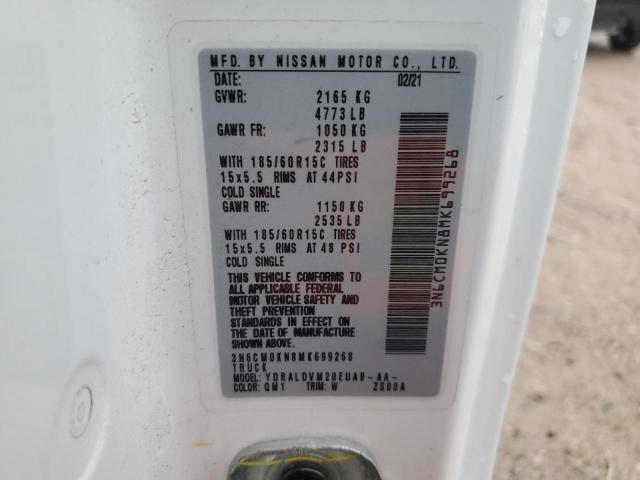 MFD. BY NISSAN MOTOR CO., LTD.
DATE: 02/21
GVWR: 2165 KG
4773 LB
GAWR FR: 1050 KG
2315 LB
WITH 185/60R15C TIRES
15x5.5 RIMS AT 44PSI
COLD SINGLE
GAWR RR: 1150 KG
2535 LB
WITH 185/60R15C TIRES
15x5.5 RIMS AT 48 PSI
COLD SINGLE
THIS VEHICLE CONFORMS TO
ALL APPLICABLE FEDERAL
MOTOR VEHICLE SAFETY AND
THEFT PREVENTION
STANDARDS IN EFFECT ON
THE DATE OF MANUFACTURE
SHOWN ABOVE.
3N6CM0KN8MK699268
TRUCK
MODEL: YDRALDVM20EUAB-AA-
COLOR: QM1 TRIM: W ZS00A
3N6CM0KN8MK699268